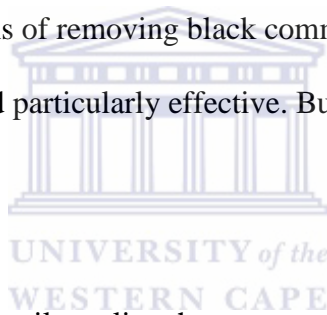 s of removing black comm
d particularly effective. Bu
UNIVERSITY of the
WESTERN CAPE